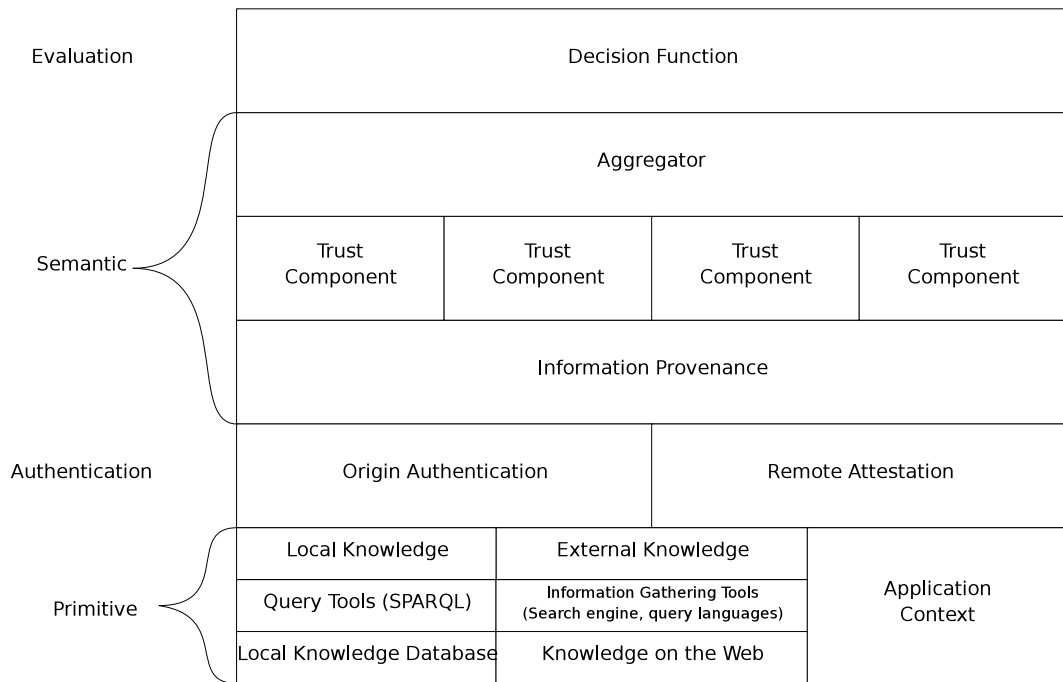 Evaluation
Decision Function
Aggregator
Semantic
Trust
Component
Trust
Component
Trust
Component
Trust
Component
Information Provenance
Authentication
Origin Authentication
Remote Attestation
Primitive
Local Knowledge
External Knowledge
Query Tools (SPARQL)
Information Gathering Tools
(Search engine, query languages)
Local Knowledge Database
Knowledge on the Web
Application
Context